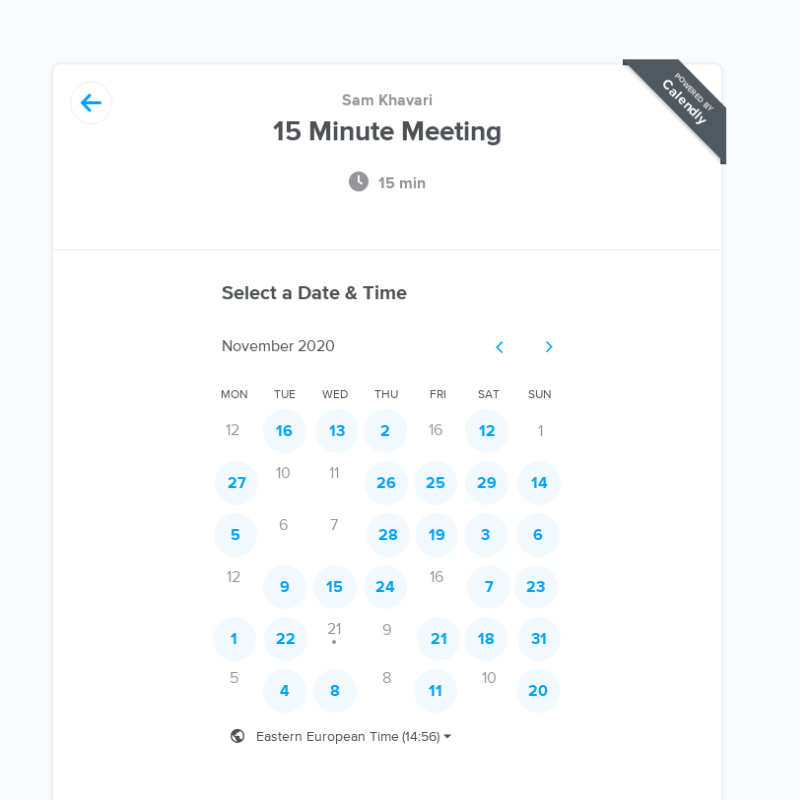 POWERED BY
Calendly
Sam Khavari
15 Minute Meeting
15 min
Select a Date & Time
November 2020
MON TUE WED THU FRI SAT SUN
12 16 13 2 16 12 1
27 10 11 26 25 29 14
5 6 7 28 19 3 6
12 9 15 24 16 7 23
1 22 21 9 21 18 31
5 4 8 8 11 10 20
Eastern European Time (14:56)